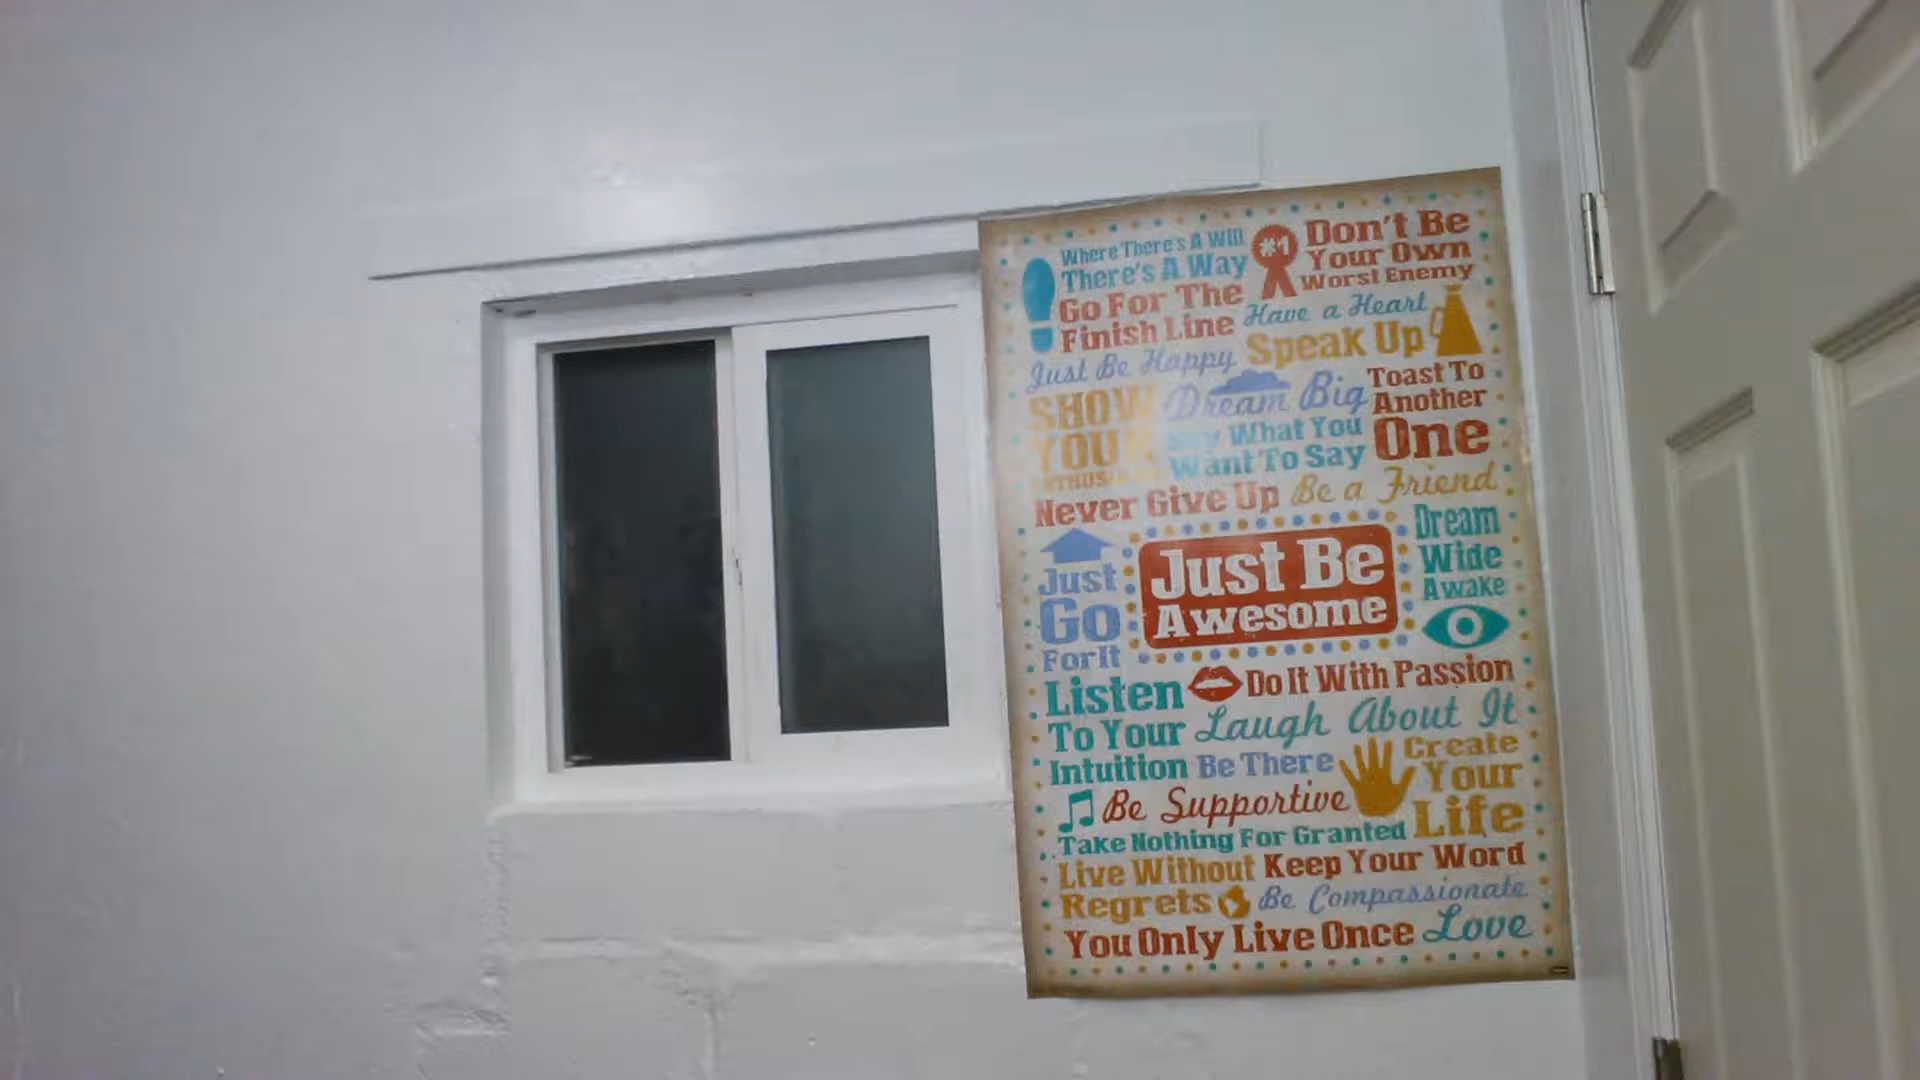 Where There's A Will
There's A Way
#1
Don't Be
Your Own
Worst Enemy
Go For The
Finish Line
Have a Heart
Speak Up
Just Be Happy
SHOW
YOUR
Dream Big
Toast To
Another
One
Say What You
Want To Say
Never Give Up
Be a Friend
Just
Go
For It
Just Be
Awesome
Dream
Wide
Awake
Listen
To Your
Intuition
Do It With Passion
Laugh About It
Be There
Create
Your
Life
Be Supportive
Take Nothing For Granted
Live Without
Regrets
Keep Your Word
Be Compassionate
You Only Live Once
Love